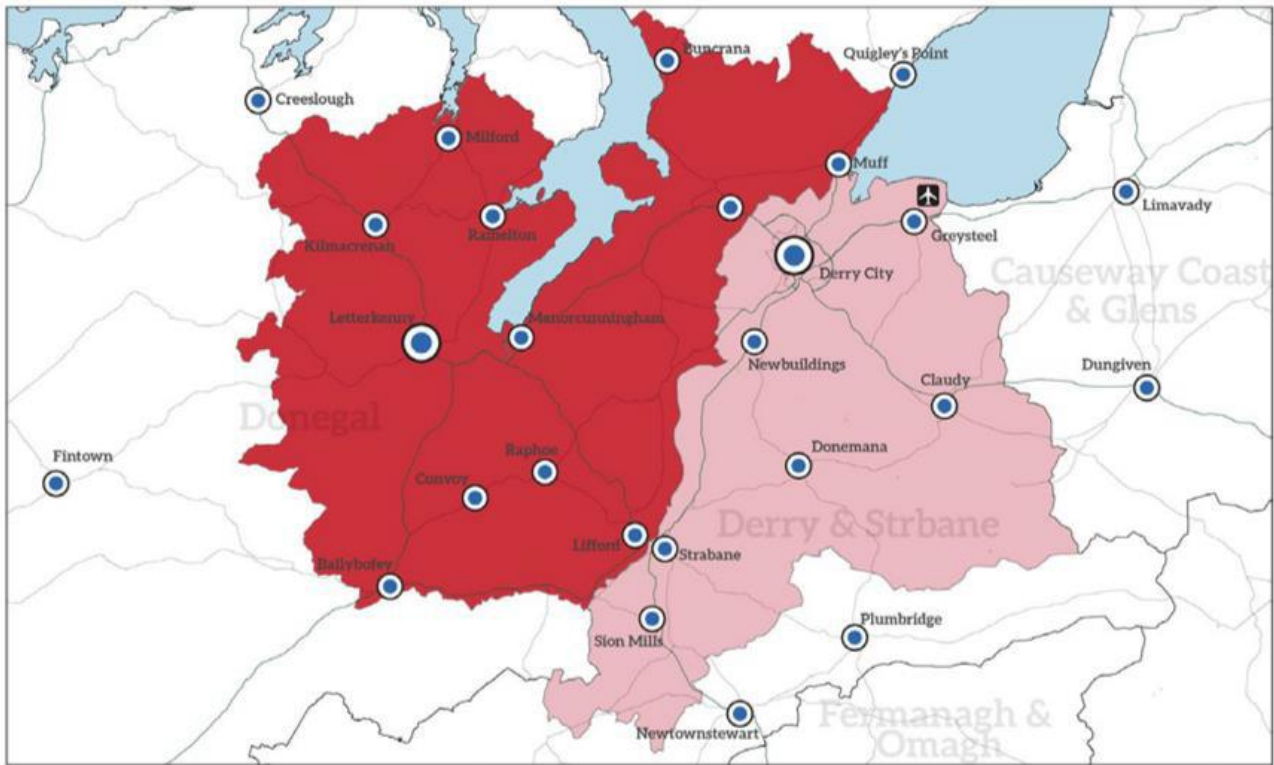 Buncrana
Quigley's Point
Creeslough
Milford
Muff
Limavady
Ramelton
Kilmacrenan
Greysteel
Derry City
Causeway Coast
& Glens
Letterkenny
Manorcunningham
Newbuildings
Dungiven
Claudy
Donegal
Fintown
Raphoe
Donemana
Convoy
Derry & Strbane
Lifford
Strabane
Ballybofey
Plumbridge
Sion Mills
Fermanagh &
Omagh
Newtownstewart